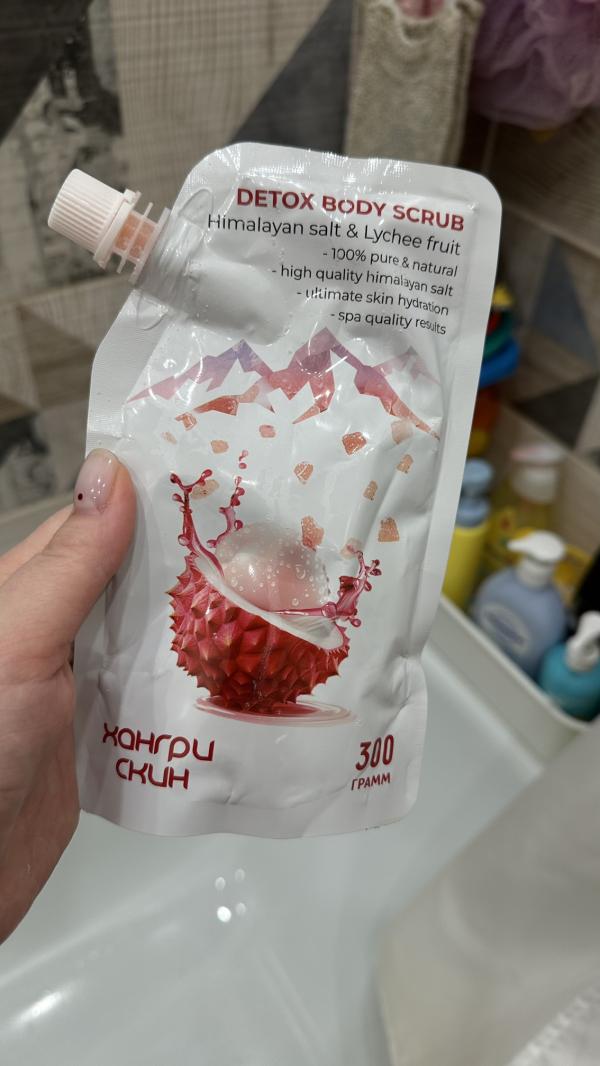 DETOX BODY SCRUB
Himalayan salt & Lychee fruit
- 100% pure & natural
- high quality himalayan salt
- ultimate skin hydration
- spa quality results
хангри
скин
300
ГРАММ